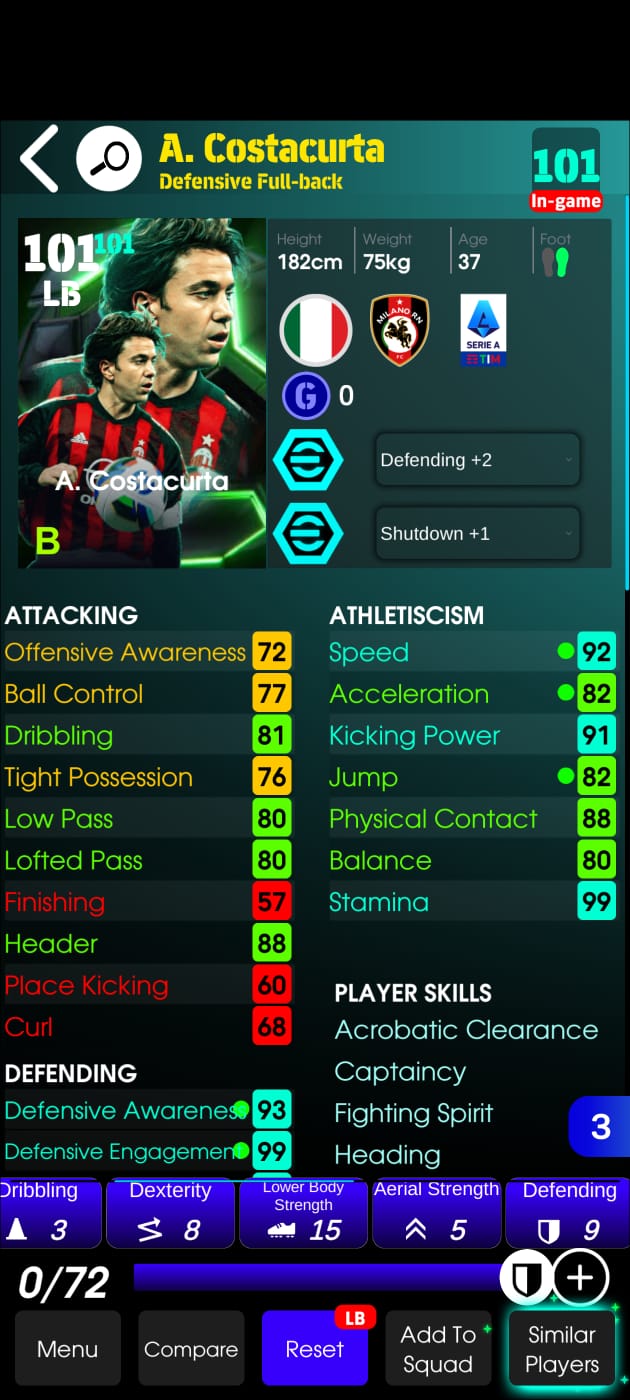 A. Costacurta
Defensive Full-back
101
In-game
101 101
LB
A. Costacurta
B
Height
182cm
Weight
75kg
Age
37
Foot
MILANO RN
FC
SERIE A
TIM
G 0
Defending +2
Shutdown +1
ATTACKING
Offensive Awareness 72
Ball Control 77
Dribbling 81
Tight Possession 76
Low Pass 80
Lofted Pass 80
Finishing 57
Header 88
Place Kicking 60
Curl 68
DEFENDING
Defensive Awareness 93
Defensive Engagement 99
ATHLETISCISM
Speed 92
Acceleration 82
Kicking Power 91
Jump 82
Physical Contact 88
Balance 80
Stamina 99
PLAYER SKILLS
Acrobatic Clearance
Captaincy
Fighting Spirit
Heading
3
Dribbling
3
Dexterity
8
Lower Body
Strength
15
Aerial Strength
5
Defending
9
0/72
Menu
Compare
LB
Reset
Add To
Squad
Similar
Players